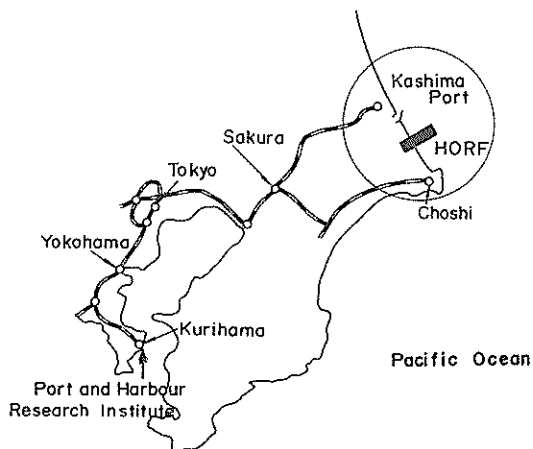 Kashima
Port
HORF
Sakura
Tokyo
Choshi
Yokohama
Kurihama
Pacific Ocean
Port and Harbour
Research Institute